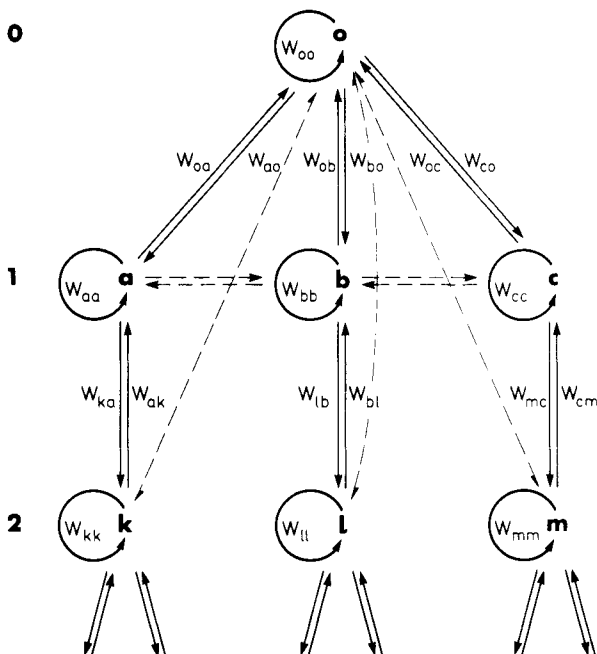 0 o
W_oo
W_oa W_ao W_ob W_bo W_oc W_co
1 a b c
W_aa W_bb W_cc
W_ka W_ak W_lb W_bl W_mc W_cm
2 k l m
W_kk W_ll W_mm